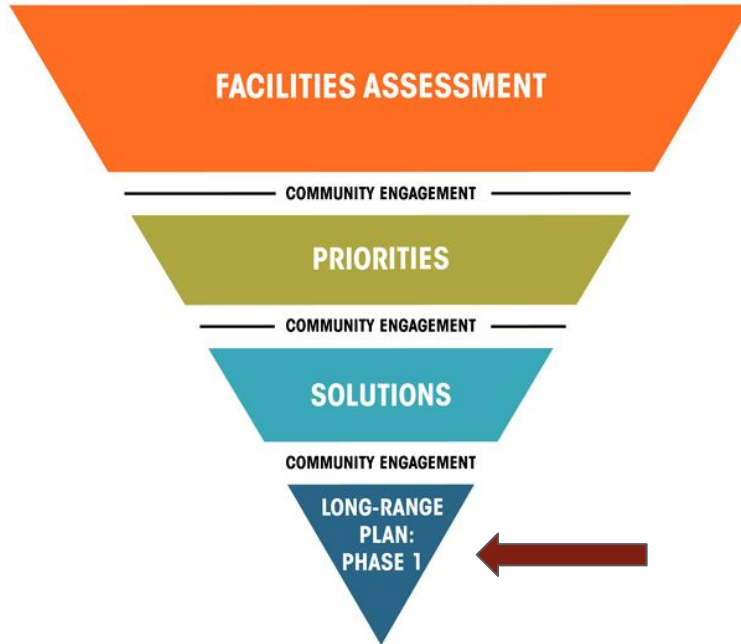 FACILITIES ASSESSMENT
COMMUNITY ENGAGEMENT
PRIORITIES
COMMUNITY ENGAGEMENT
SOLUTIONS
COMMUNITY ENGAGEMENT
LONG-RANGE
PLAN:
PHASE 1